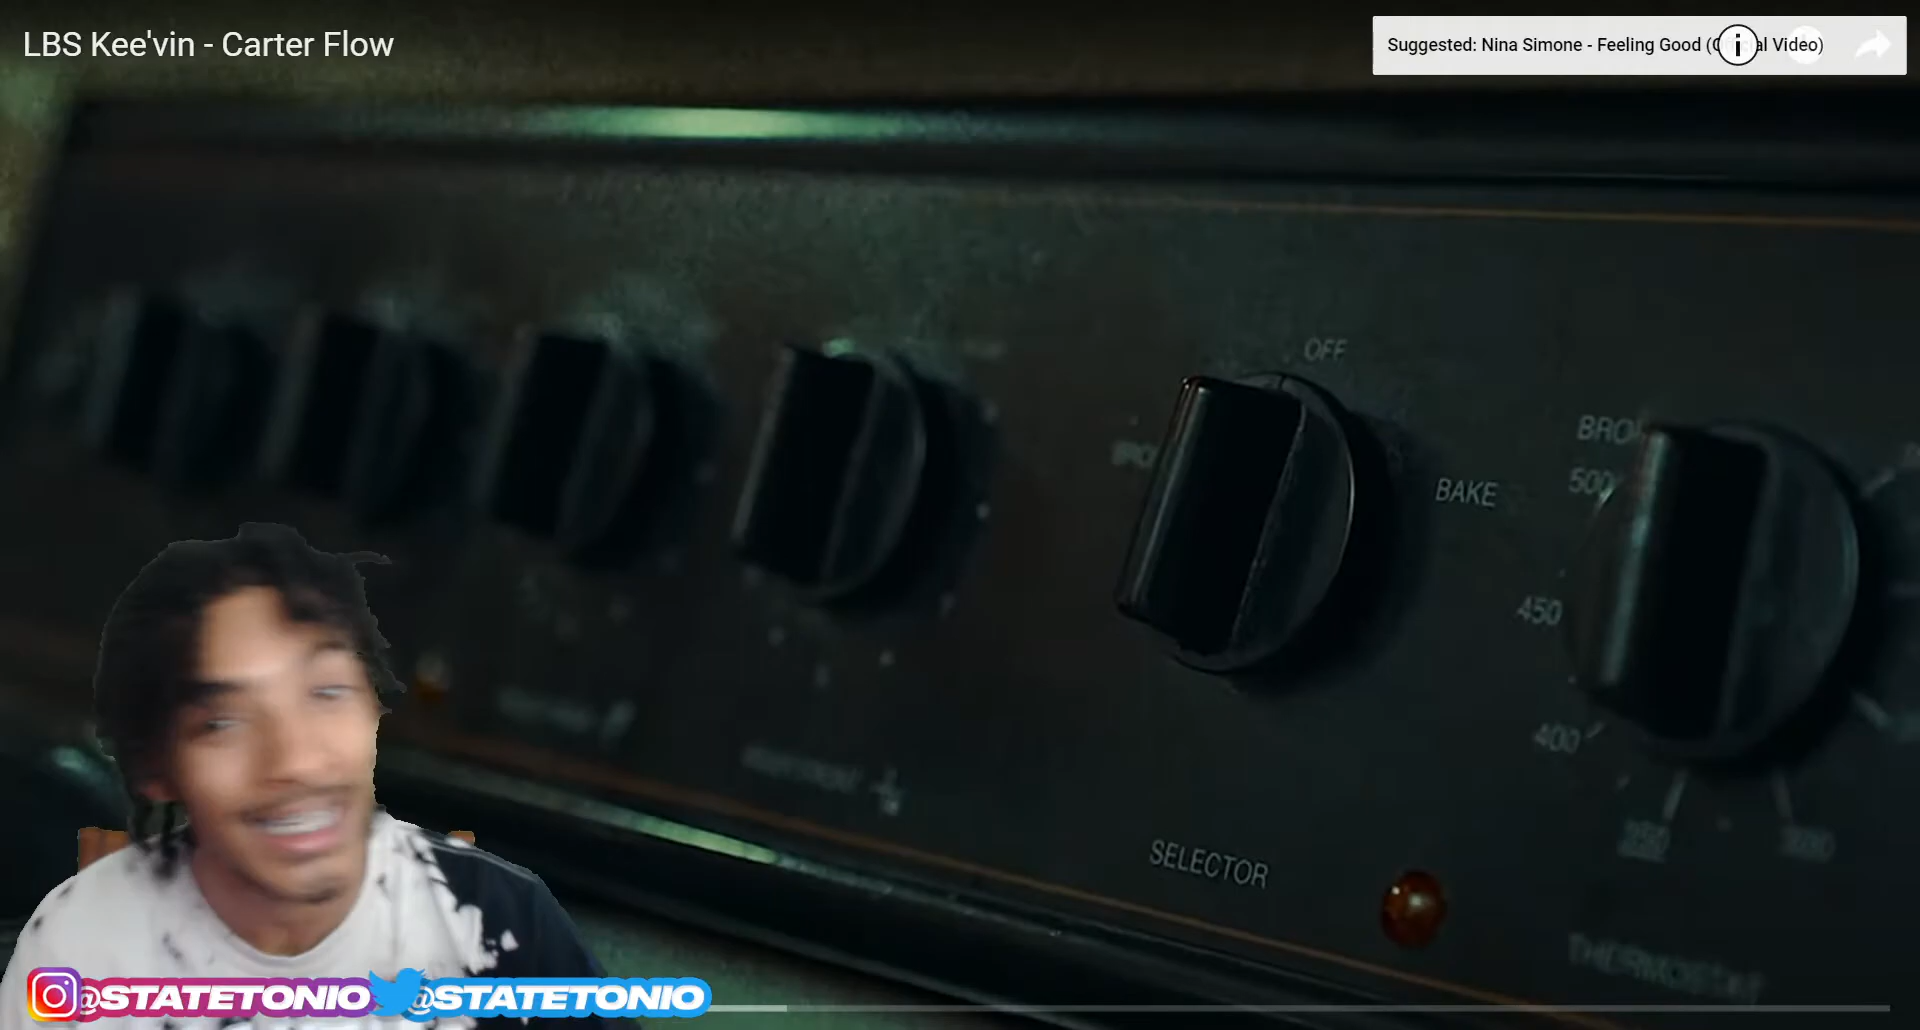 LBS Kee'vin - Carter Flow
Suggested: Nina Simone - Feeling Good (Official Video)
OFF
BAKE
500
450
400
SELECTOR
@STATETONIO @STATETONIO